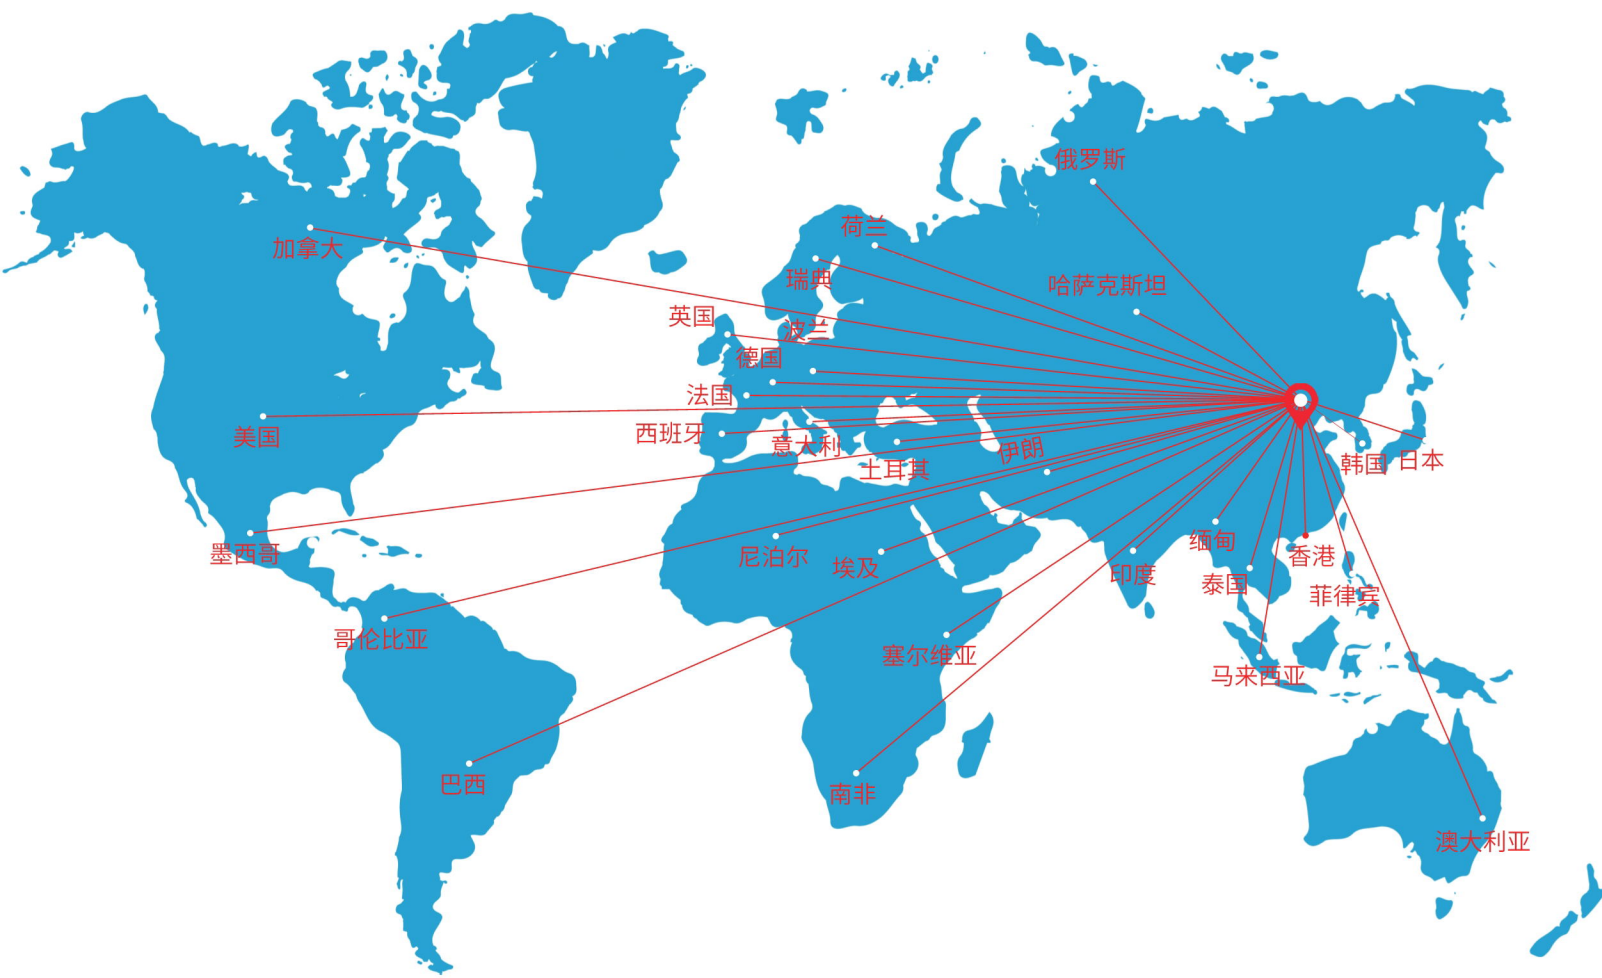 俄罗斯
荷兰
加拿大
瑞典
哈萨克斯坦
英国
波兰
德国
法国
美国
西班牙
意大利
伊朗
土耳其
韩国
日本
墨西哥
尼泊尔
埃及
缅甸
香港
印度
泰国
菲律宾
哥伦比亚
塞尔维亚
马来西亚
巴西
南非
澳大利亚